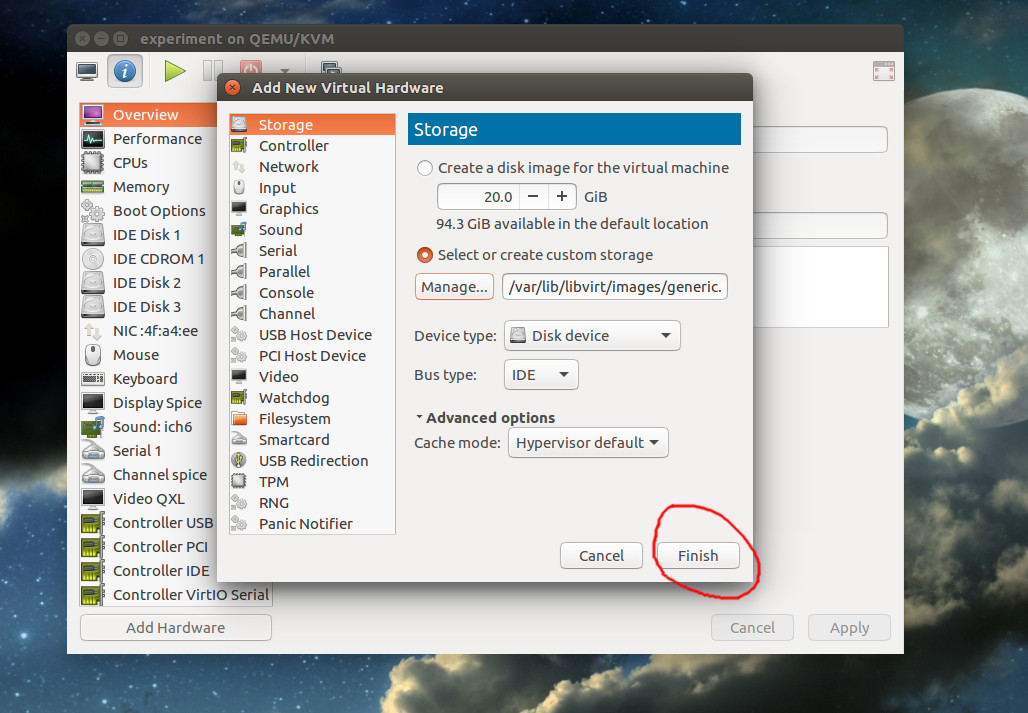 experiment on QEMU/KVM
Add New Virtual Hardware
Overview
Performance
CPUs
Memory
Boot Options
IDE Disk 1
IDE CDROM 1
IDE Disk 2
IDE Disk 3
NIC :4f:a4:ee
Mouse
Keyboard
Display Spice
Sound: ich6
Serial 1
Channel spice
Video QXL
Controller USB
Controller PCI
Controller IDE
Controller VirtIO Serial
Add Hardware
Storage
Controller
Network
Input
Graphics
Sound
Serial
Parallel
Console
Channel
USB Host Device
PCI Host Device
Video
Watchdog
Filesystem
Smartcard
USB Redirection
TPM
RNG
Panic Notifier
Storage
Create a disk image for the virtual machine
20.0 − + GiB
94.3 GiB available in the default location
Select or create custom storage
Manage... /var/lib/libvirt/images/generic.
Device type: Disk device
Bus type: IDE
Advanced options
Cache mode: Hypervisor default
Cancel Finish
Cancel Apply